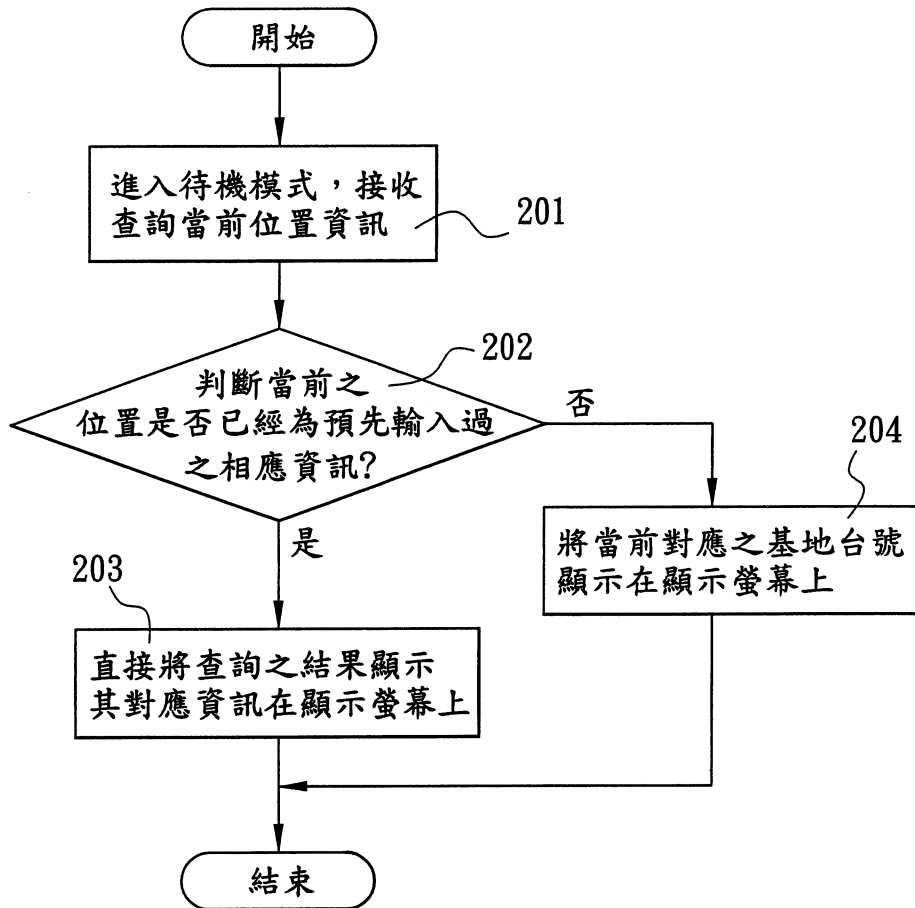 開始
進入待機模式，接收
查詢當前位置資訊
201
202
判斷當前之
位置是否已經為預先輸入過
之相應資訊?
否
204
是
將當前對應之基地台號
顯示在顯示螢幕上
203
直接將查詢之結果顯示
其對應資訊在顯示螢幕上
結束